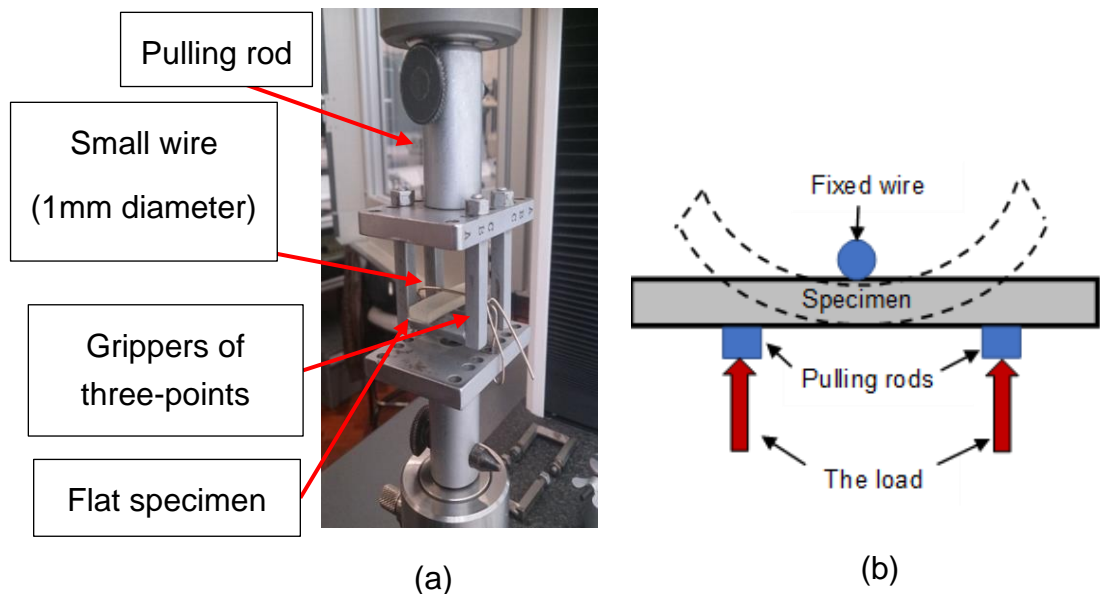 Pulling rod
Small wire
(1mm diameter)
Grippers of
three-points
Flat specimen
A B C
C B A
(a)
Fixed wire
Specimen
Pulling rods
The load
(b)